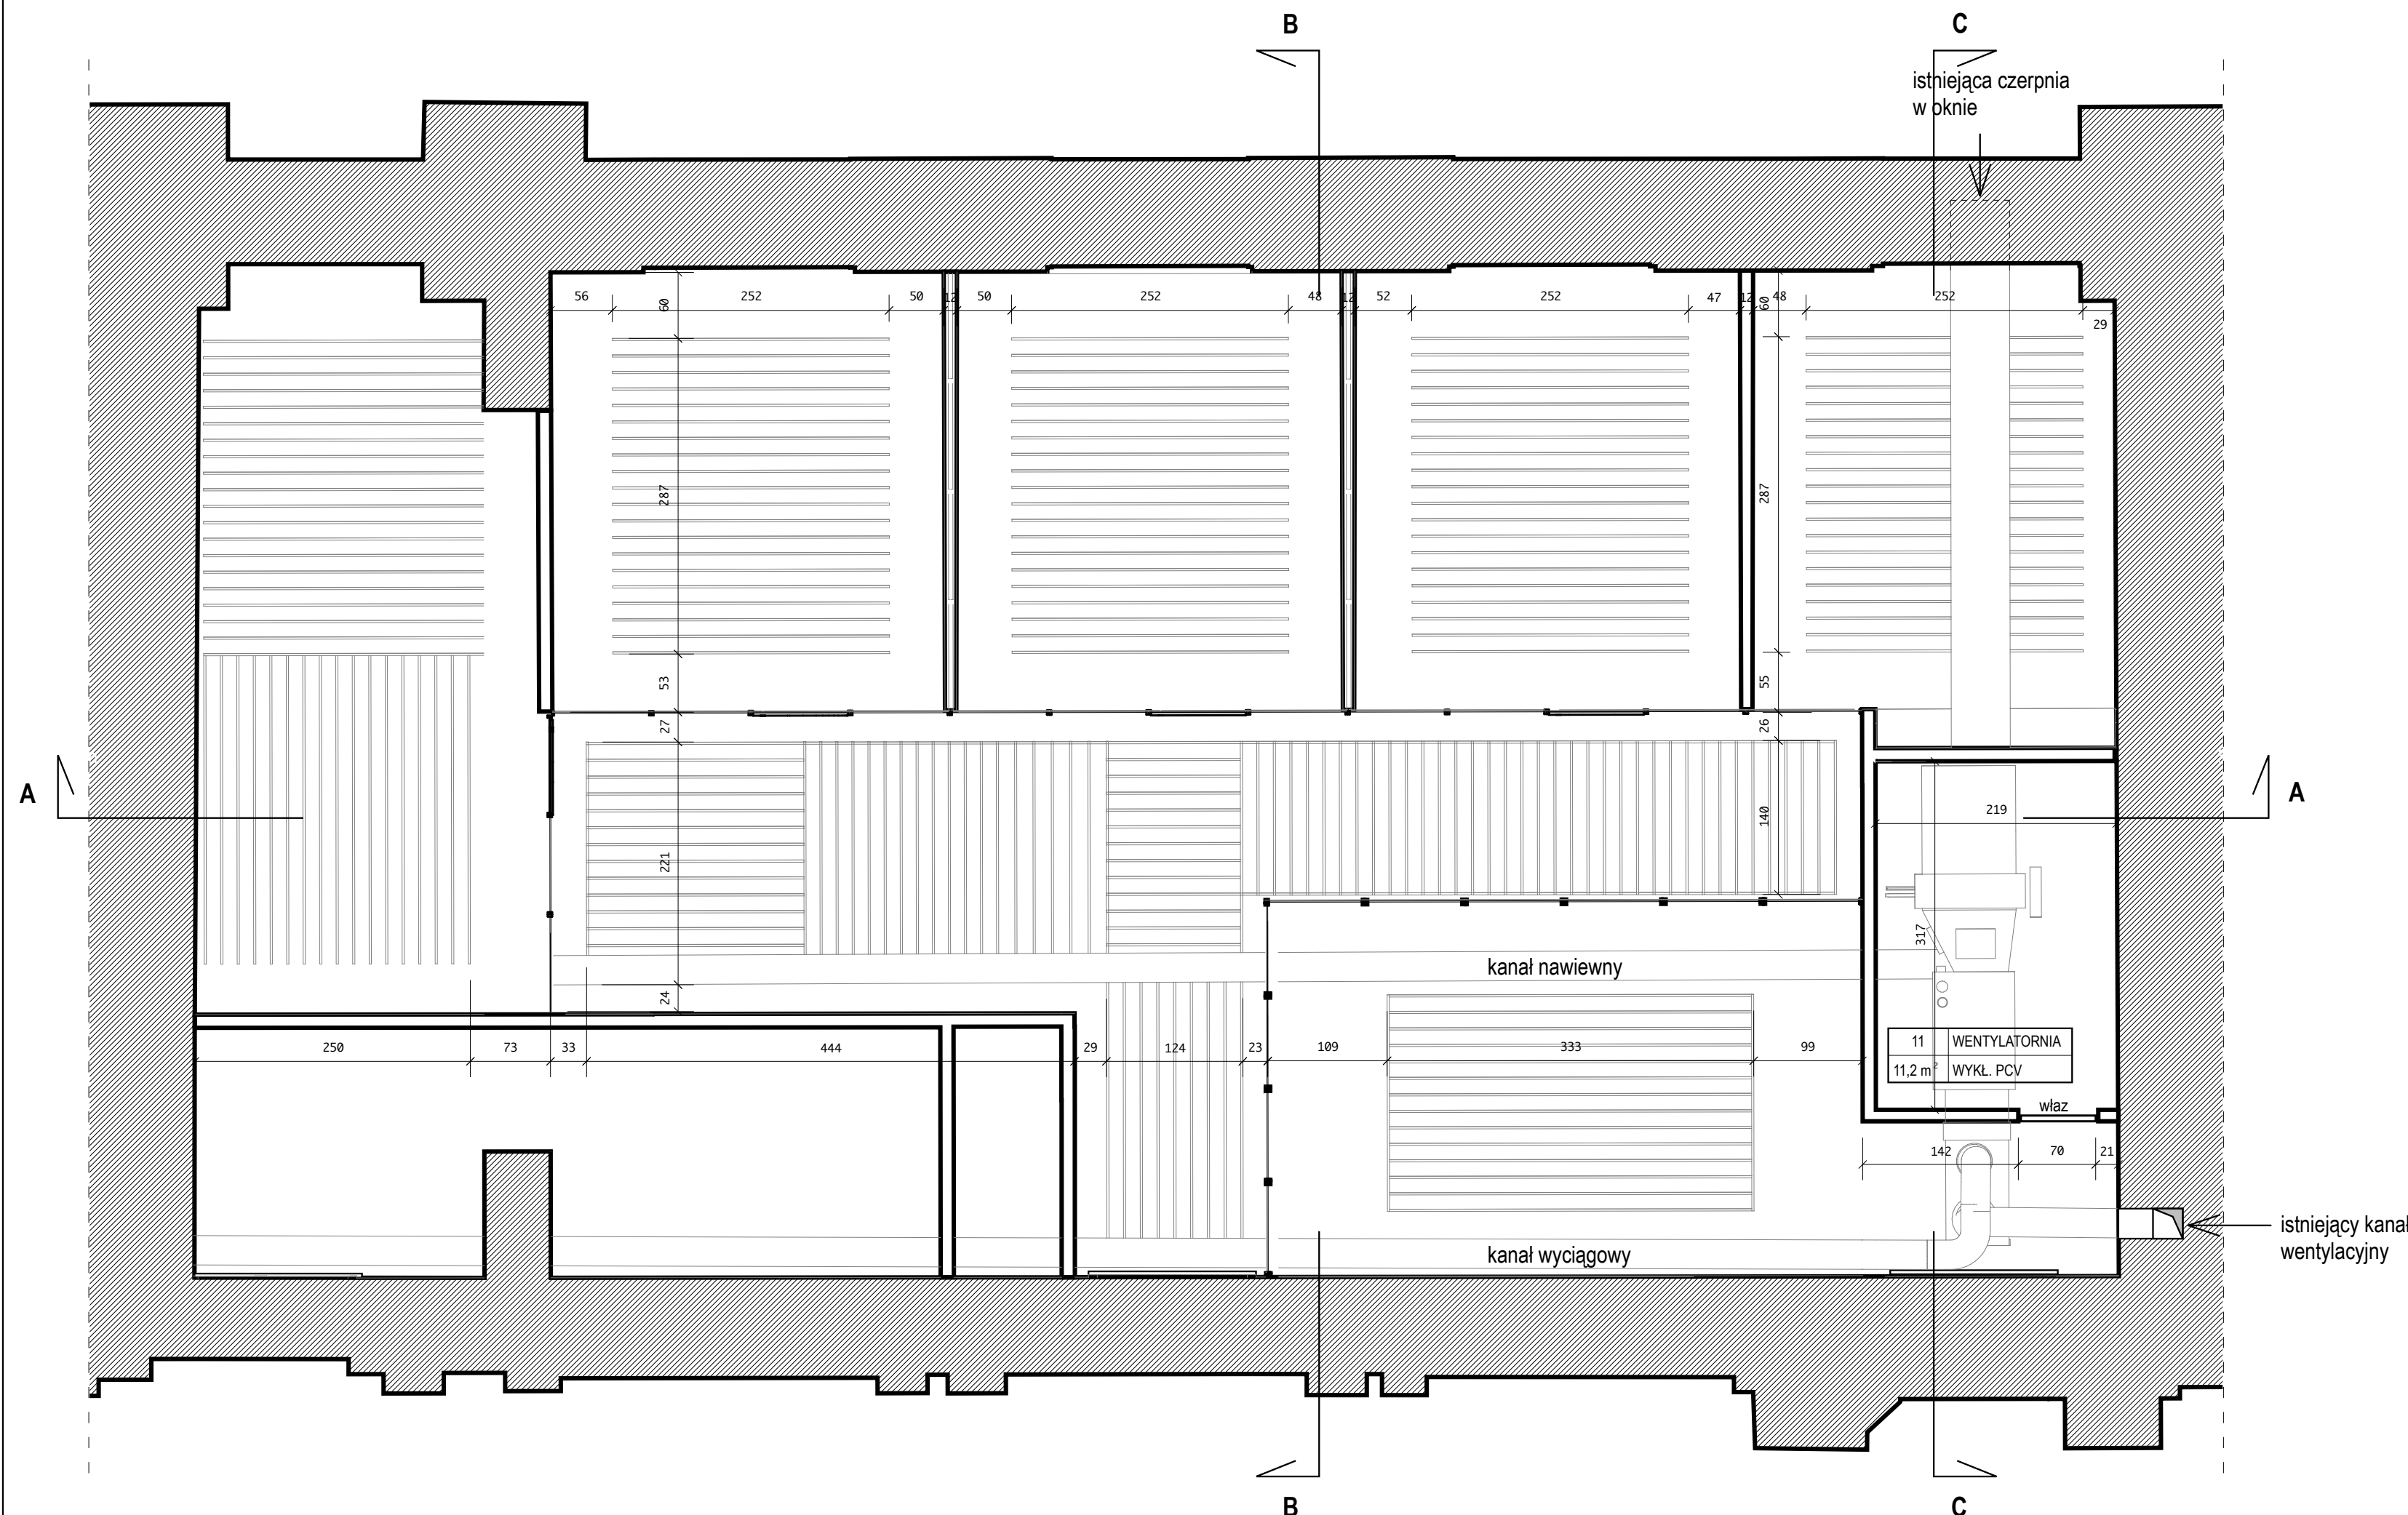 B
C
istniejąca czerpnia
w oknie
56
252
50
12
50
252
48
12
52
252
47
12
48
252
29
60
60
287
287
53
55
27
26
A
A
219
140
221
317
kanał nawiewny
24
250
73
33
444
29
124
23
109
333
99
11 WENTYLATORNIA
11,2 m² WYKŁ. PCV
właz
142
70
21
istniejący kanał
wentylacyjny
kanał wyciągowy
B
C